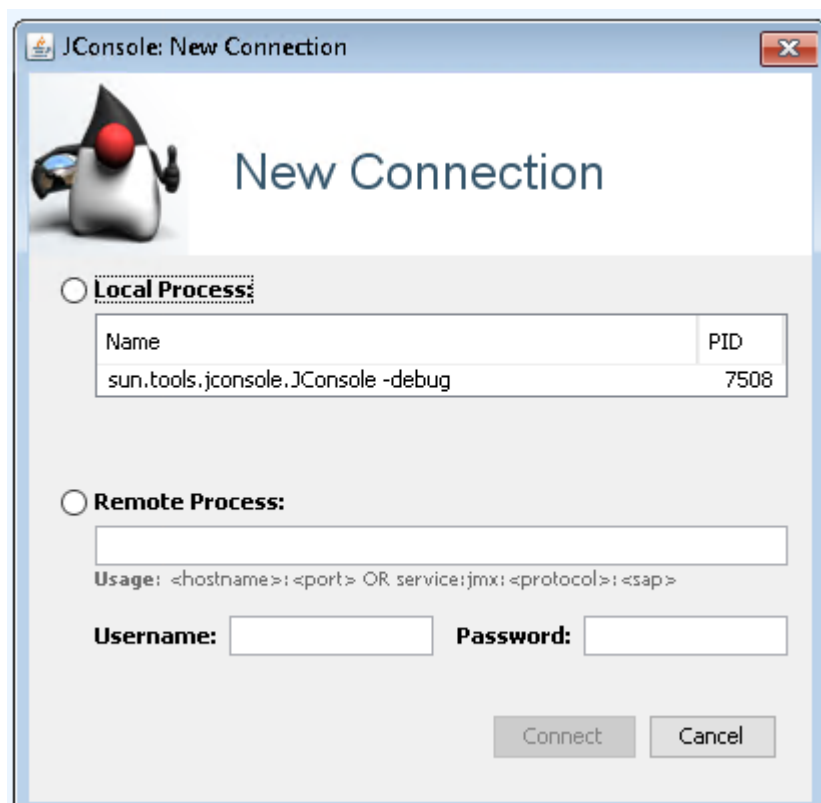 JConsole: New Connection
New Connection
Local Process:
Name PID
sun.tools.jconsole.JConsole -debug 7508
Remote Process:
Usage: <hostname>:<port> OR service:jmx:<protocol>:<sap>
Username: Password:
Connect Cancel